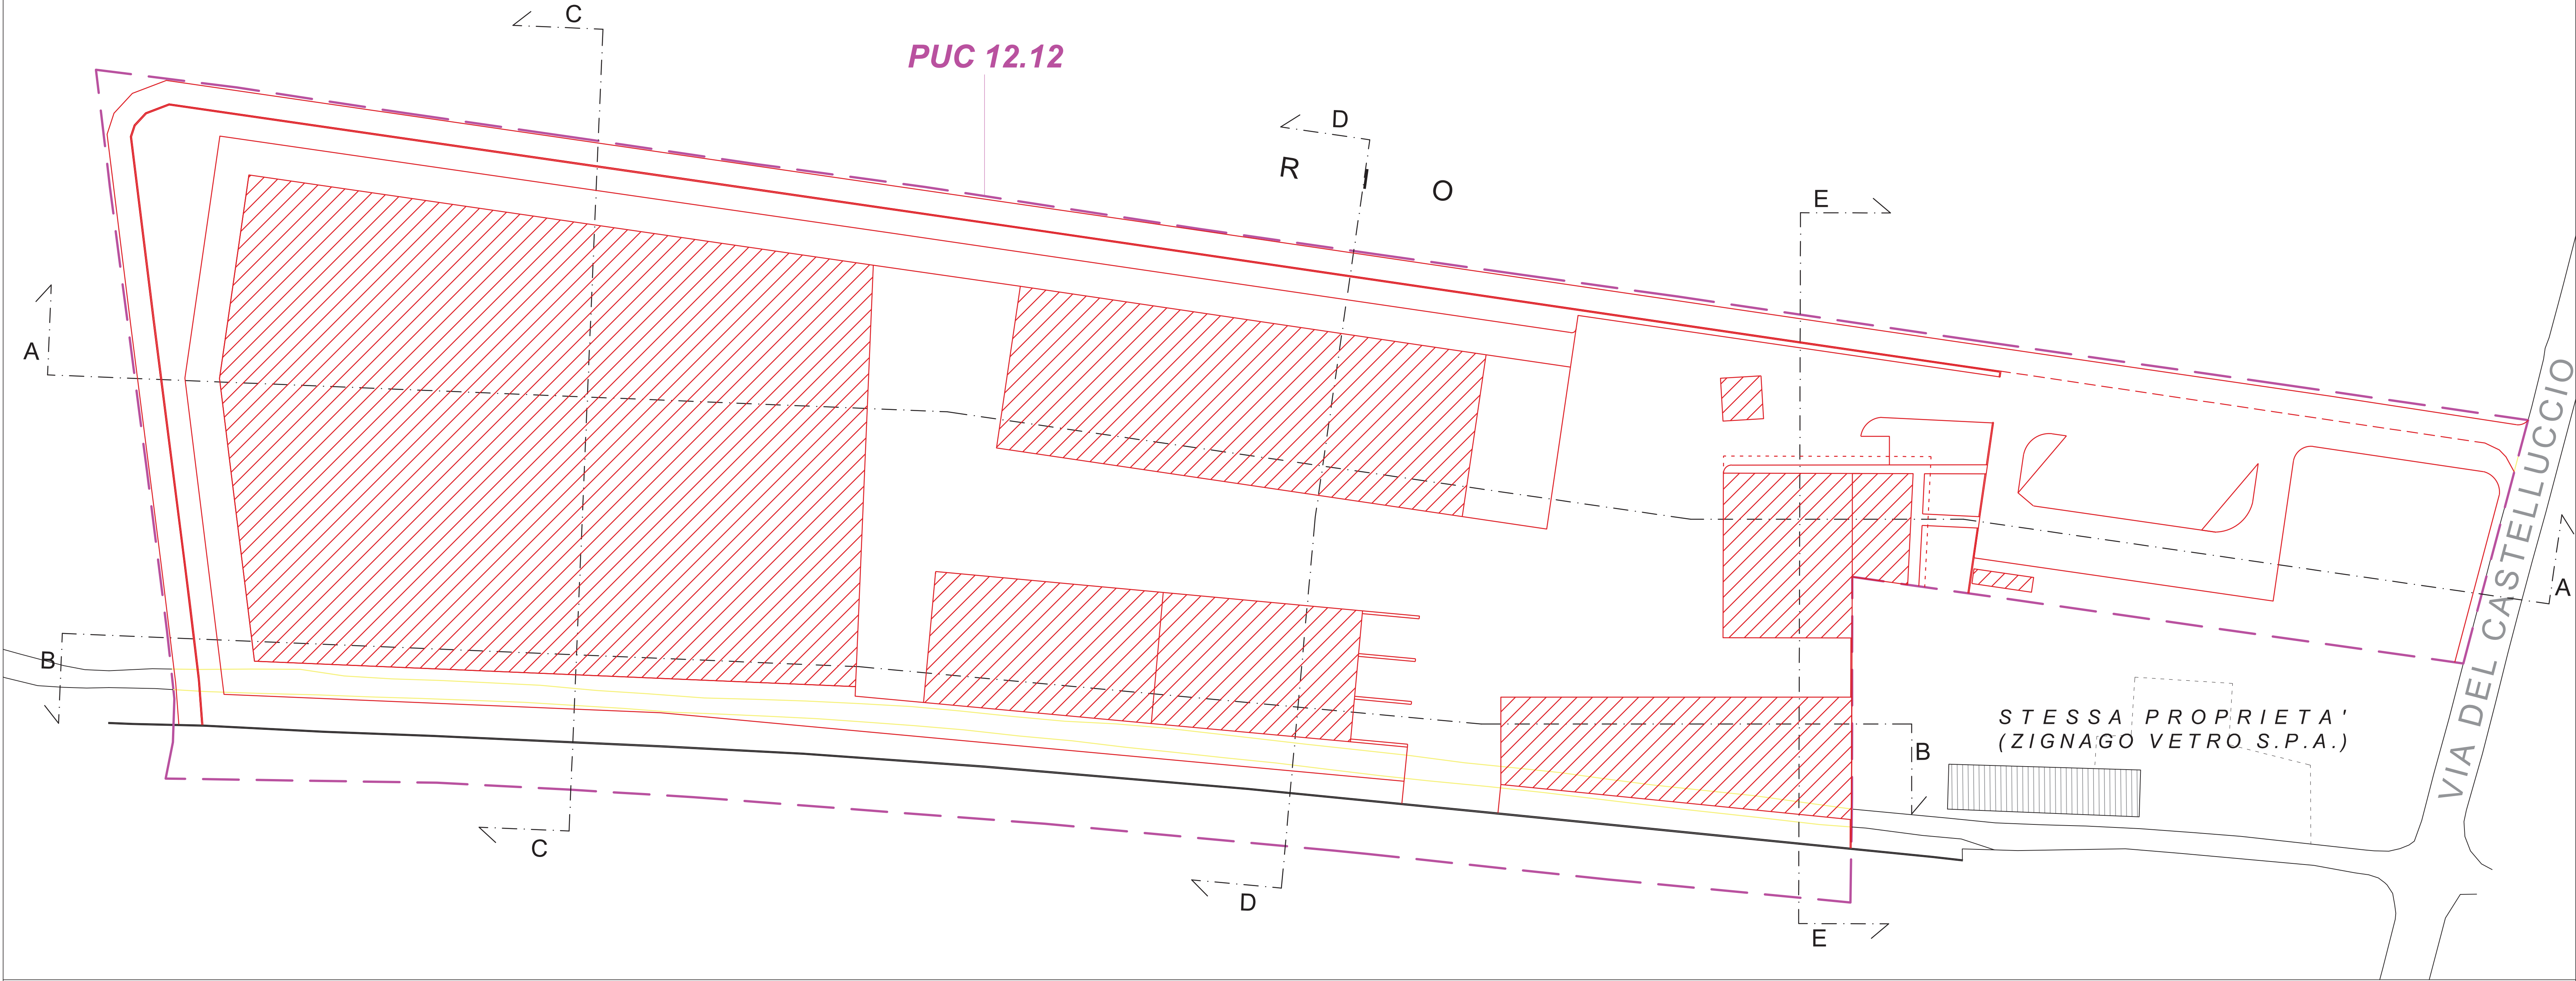 C
PUC 12.12
D
R I O
E
A
VIA DEL CASTELLUCCIO
A
B
STESSA PROPRIETA'
(ZIGNAGO VETRO S.P.A.)
B
C
D
E